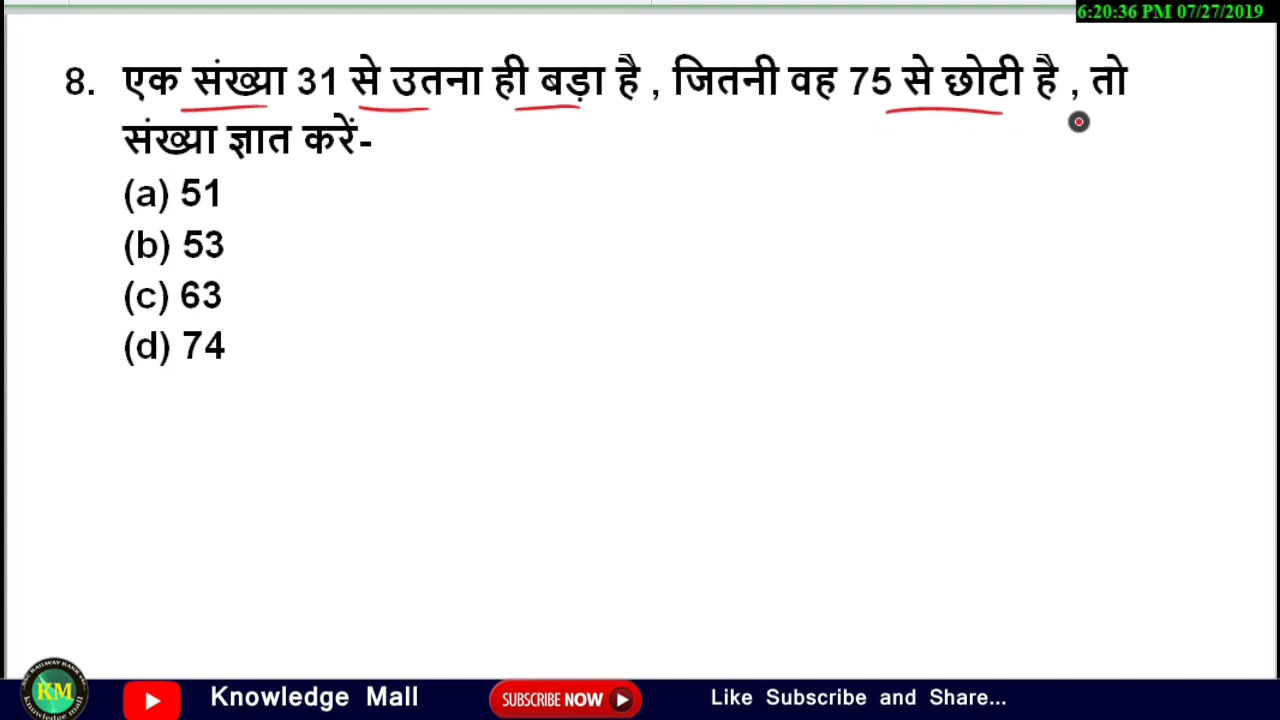 6:20:36 PM 07/27/2019
8. एक संख्या 31 से उतना ही बड़ा है , जितनी वह 75 से छोटी है , तो
संख्या ज्ञात करें-
(a) 51
(b) 53
(c) 63
(d) 74
KM
Knowledge Mall
SUBSCRIBE NOW
Like Subscribe and Share...